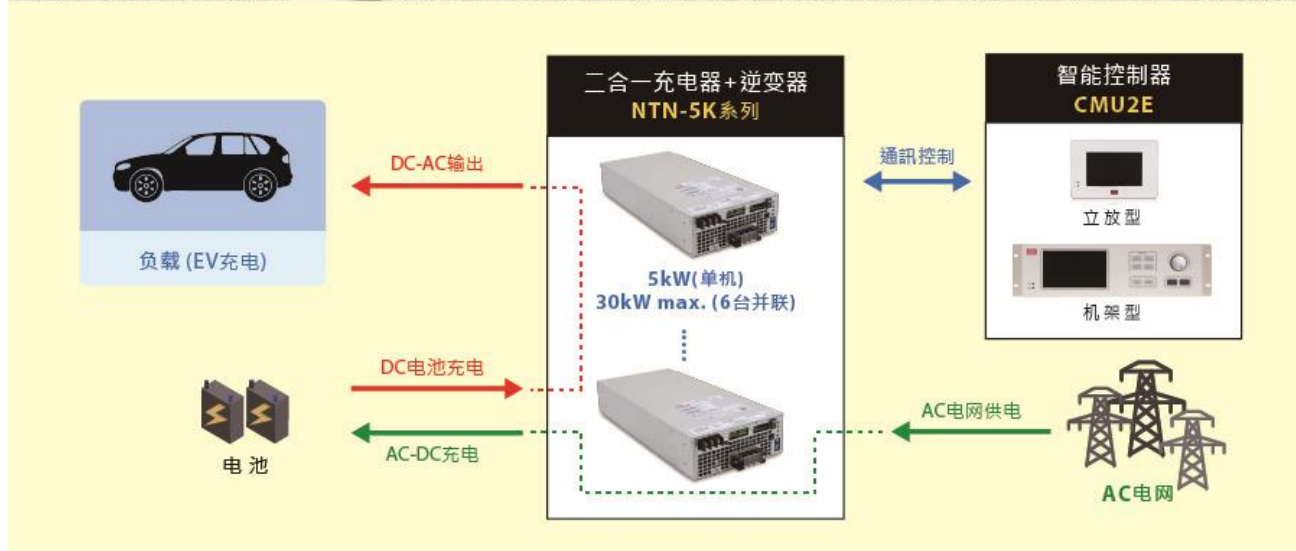 二合一充电器+逆变器
NTN-5K系列
智能控制器
CMU2E
DC-AC输出
通訊控制
立放型
负载 (EV充电)
5kW(单机)
30kW max. (6台并联)
机架型
DC电池充电
AC电网供电
AC-DC充电
电池
AC电网